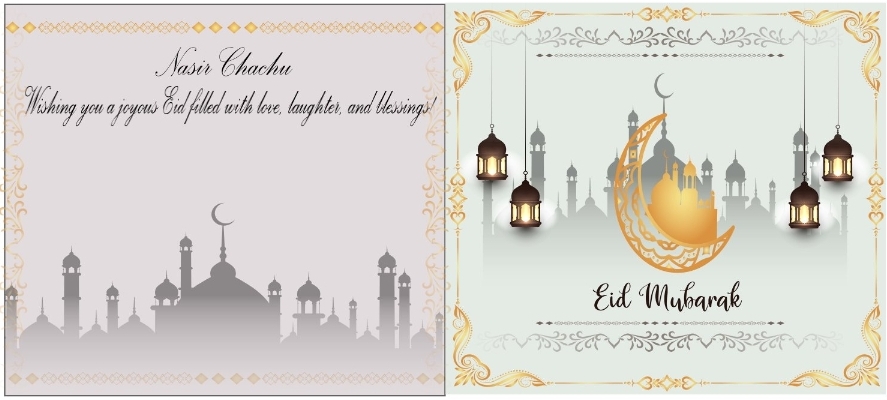 Nasir Chachu
Wishing you a joyous Eid filled with love, laughter, and blessings!
Eid Mubarak